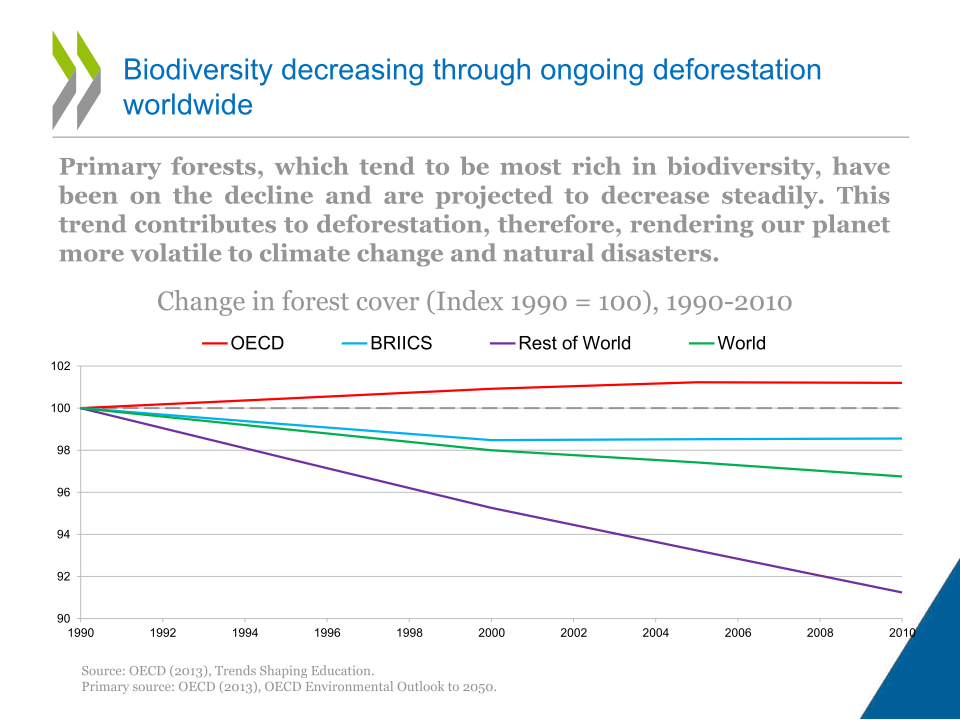 Biodiversity decreasing through ongoing deforestation
worldwide
Primary forests, which tend to be most rich in biodiversity, have
been on the decline and are projected to decrease steadily. This
trend contributes to deforestation, therefore, rendering our planet
more volatile to climate change and natural disasters.
Change in forest cover (Index 1990 = 100), 1990-2010
OECD BRIICS Rest of World World
102
100
98
96
94
92
90
1990 1992 1994 1996 1998 2000 2002 2004 2006 2008 2010
Source: OECD (2013), Trends Shaping Education.
Primary source: OECD (2013), OECD Environmental Outlook to 2050.